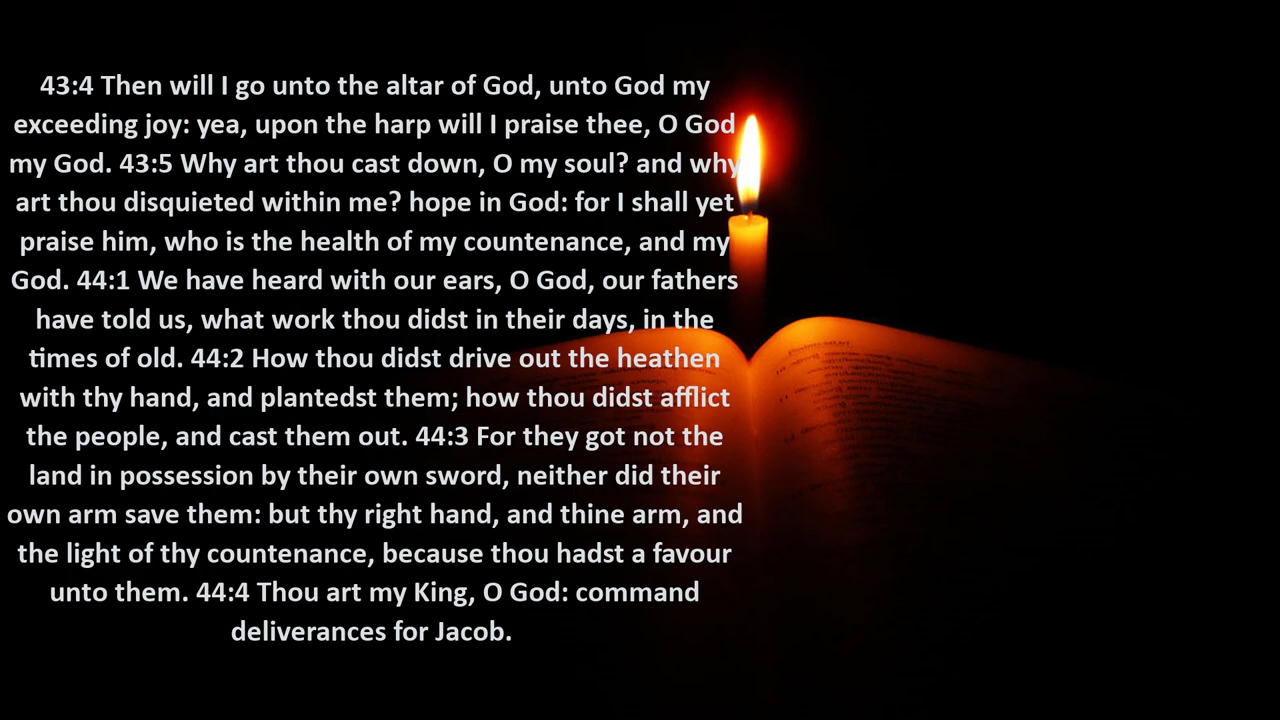 43:4 Then will I go unto the altar of God, unto God my
exceeding joy: yea, upon the harp will I praise thee, O God
my God. 43:5 Why art thou cast down, O my soul? and why
art thou disquieted within me? hope in God: for I shall yet
praise him, who is the health of my countenance, and my
God. 44:1 We have heard with our ears, O God, our fathers
have told us, what work thou didst in their days, in the
times of old. 44:2 How thou didst drive out the heathen
with thy hand, and plantedst them; how thou didst afflict
the people, and cast them out. 44:3 For they got not the
land in possession by their own sword, neither did their
own arm save them: but thy right hand, and thine arm, and
the light of thy countenance, because thou hadst a favour
unto them. 44:4 Thou art my King, O God: command
deliverances for Jacob.